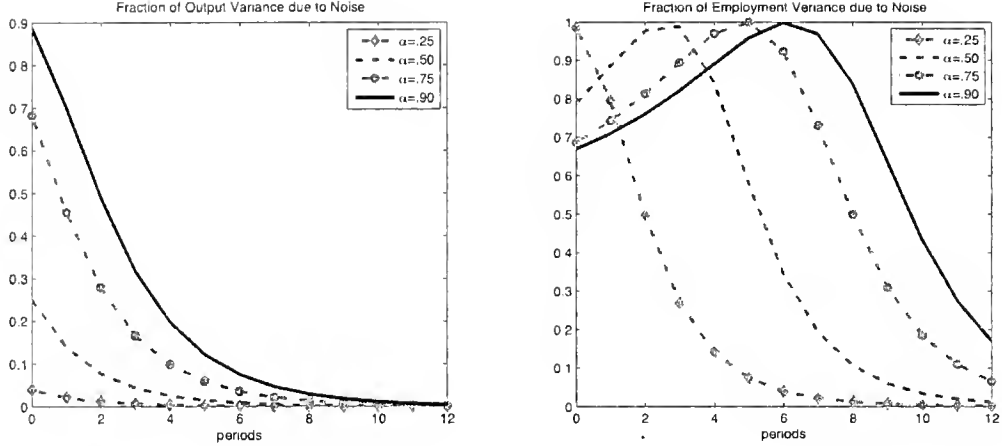 Fraction of Output Variance due to Noise
0.9
0.8
0.7
0.6
0.5
0.4
0.3
0.2
0.1
0
0 2 4 6 8 10 12
periods
α=.25
α=.50
α=.75
α=.90
Fraction of Employment Variance due to Noise
1
0.9
0.8
0.7
0.6
0.5
0.4
0.3
0.2
0.1
0
0 2 4 6 8 10 12
periods
α=.25
α=.50
α=.75
α=.90